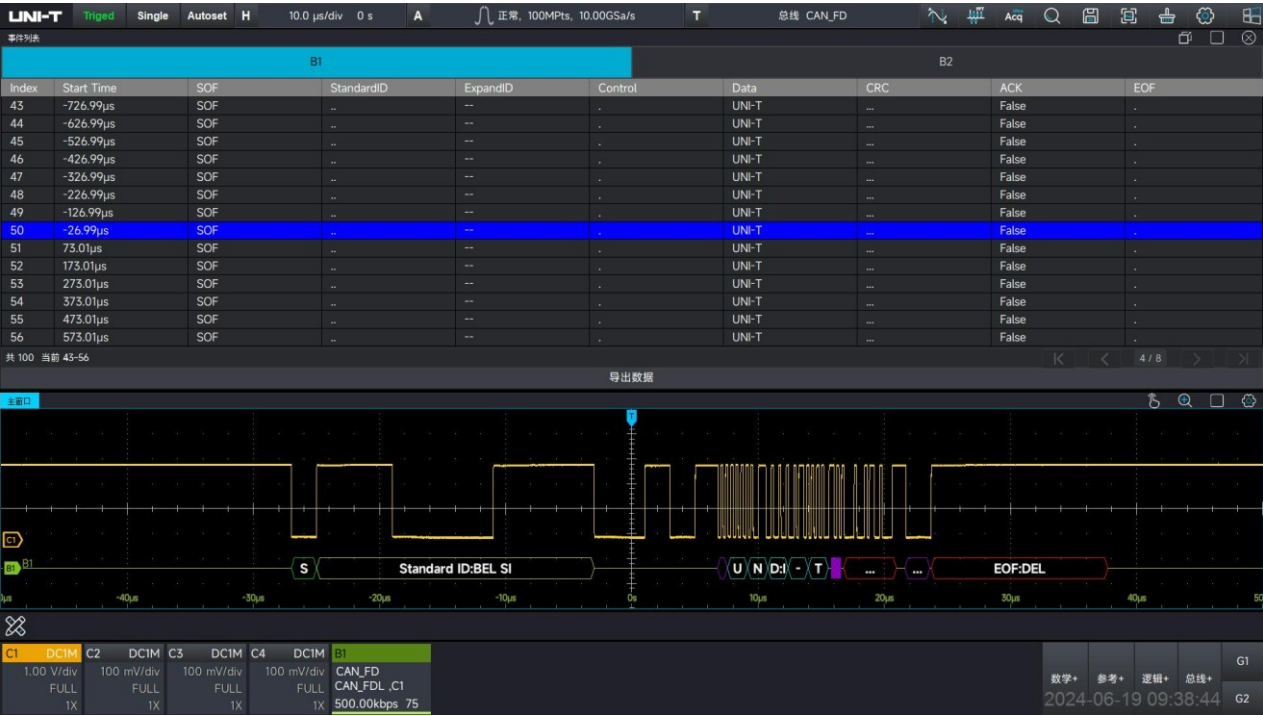 UNI-T Triged Single Autoset H 10.0 μs/div 0 s A 正常, 100MPts, 10.00GSa/s T 总线 CAN_FD Acq
事件列表
B1 B2
Index Start Time SOF StandardID ExpandID Control Data CRC ACK EOF
43 -726.99μs SOF .. -- . UNI-T ... False .
44 -626.99μs SOF .. -- . UNI-T ... False .
45 -526.99μs SOF .. -- . UNI-T ... False .
46 -426.99μs SOF .. -- . UNI-T ... False .
47 -326.99μs SOF .. -- . UNI-T ... False .
48 -226.99μs SOF .. -- . UNI-T ... False .
49 -126.99μs SOF .. -- . UNI-T ... False .
50 -26.99μs SOF .. -- . UNI-T ... False .
51 73.01μs SOF .. -- . UNI-T ... False .
52 173.01μs SOF .. -- . UNI-T ... False .
53 273.01μs SOF .. -- . UNI-T ... False .
54 373.01μs SOF .. -- . UNI-T ... False .
55 473.01μs SOF .. -- . UNI-T ... False .
56 573.01μs SOF .. -- . UNI-T ... False .
共 100 当前 43-56 4 / 8
导出数据
主窗口
T
C1
B1 B1 S Standard ID:BEL SI U N D:I - T ... ... EOF:DEL
0μs -40μs -30μs -20μs -10μs 0s 10μs 20μs 30μs 40μs 50
C1 DC1M C2 DC1M C3 DC1M C4 DC1M B1
1.00 V/div 100 mV/div 100 mV/div 100 mV/div CAN_FD
FULL FULL FULL FULL CAN_FDL ,C1
1X 1X 1X 1X 500.00kbps 75
数学+ 参考+ 逻辑+ 总线+ G1
2024-06-19 09:38:44 G2